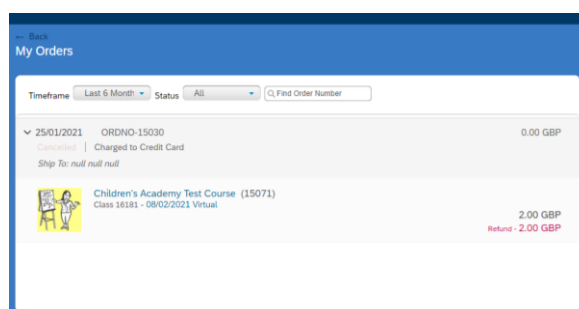 ← Back
My Orders
Timeframe Last 6 Month Status All Find Order Number
25/01/2021 ORDNO-15030 0.00 GBP
Cancelled | Charged to Credit Card
Ship To: null null null
Children's Academy Test Course (15071)
Class 16181 - 08/02/2021 Virtual
2.00 GBP
Refund - 2.00 GBP